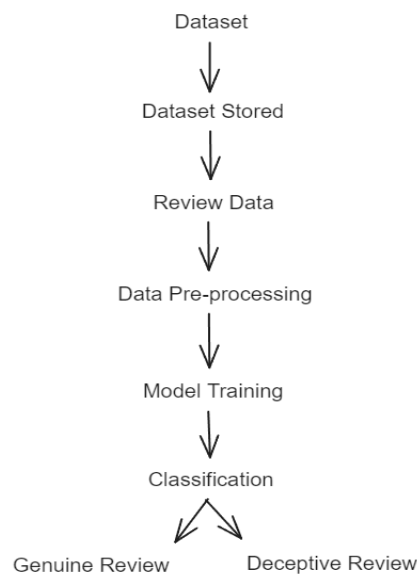 Dataset
Dataset Stored
Review Data
Data Pre-processing
Model Training
Classification
Genuine Review
Deceptive Review